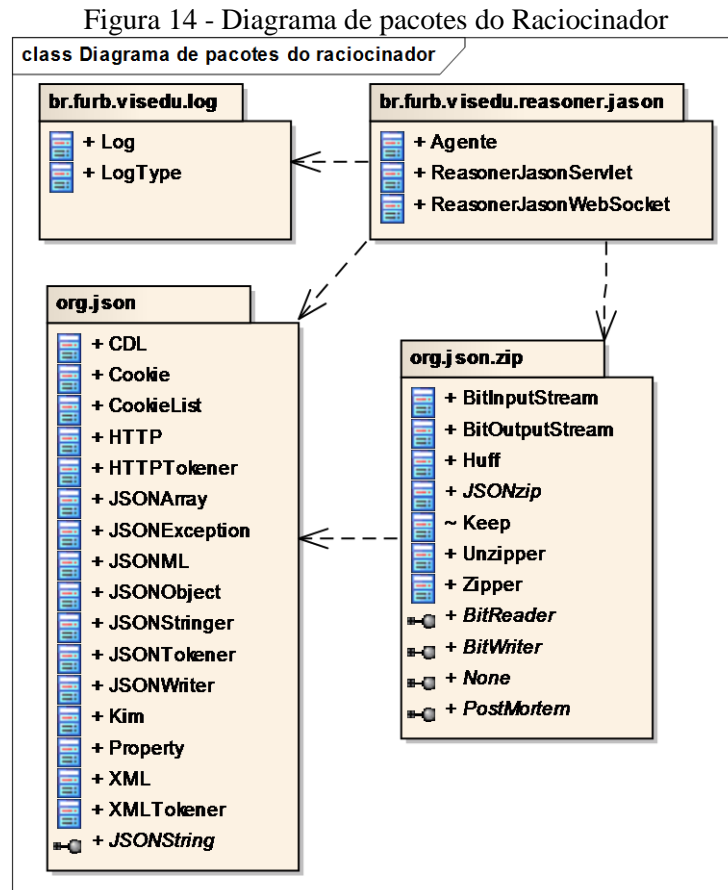 Figura 14 - Diagrama de pacotes do Raciocinador
class Diagrama de pacotes do raciocinador
br.furb.visedu.log
+ Log
+ LogType
br.furb.visedu.reasoner.jason
+ Agente
+ ReasonerJasonServlet
+ ReasonerJasonWebSocket
org.json
+ CDL
+ Cookie
+ CookieList
+ HTTP
+ HTTPTokener
+ JSONArray
+ JSONException
+ JSONML
+ JSONObject
+ JSONStringer
+ JSONTokener
+ JSONWriter
+ Kim
+ Property
+ XML
+ XMLTokener
+ JSONString
org.json.zip
+ BitInputStream
+ BitOutputStream
+ Huff
+ JSONzip
~ Keep
+ Unzipper
+ Zipper
+ BitReader
+ BitWriter
+ None
+ PostMortem